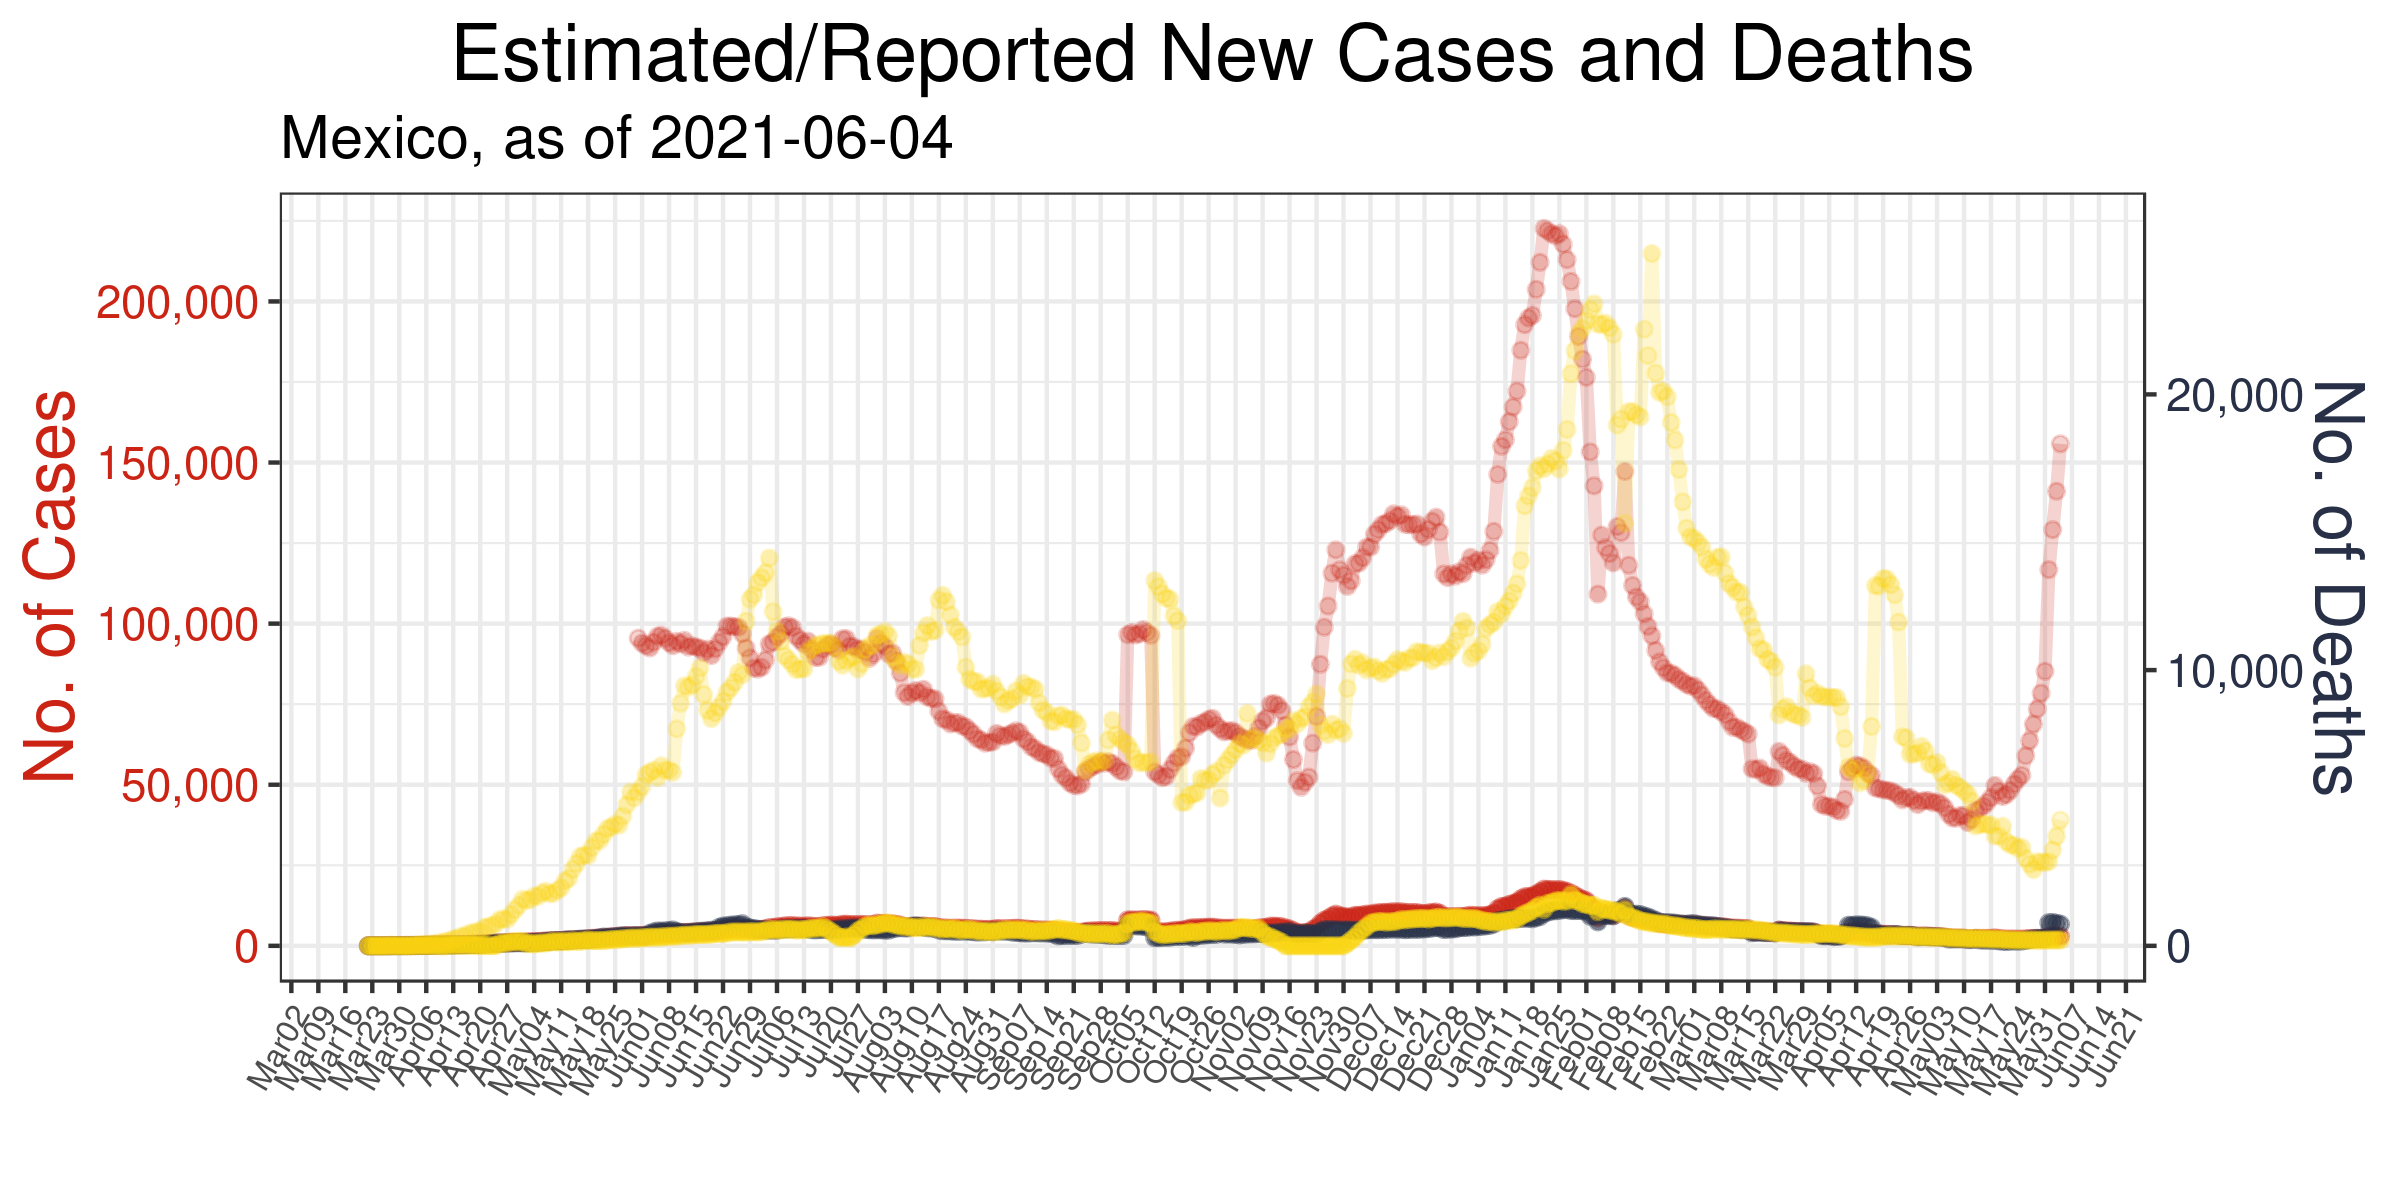 Estimated/Reported New Cases and Deaths
Mexico, as of 2021-06-04
No. of Cases
200,000
150,000
100,000
50,000
0
20,000
10,000
0
No. of Deaths
Mar02
Mar09
Mar16
Mar23
Mar30
Apr06
Apr13
Apr20
Apr27
May04
May11
May18
May25
Jun01
Jun08
Jun15
Jun22
Jun29
Jul06
Jul13
Jul20
Jul27
Aug03
Aug10
Aug17
Aug24
Aug31
Sep07
Sep14
Sep21
Sep28
Oct05
Oct12
Oct19
Oct26
Nov02
Nov09
Nov16
Nov23
Nov30
Dec07
Dec14
Dec21
Dec28
Jan04
Jan11
Jan18
Jan25
Feb01
Feb08
Feb15
Feb22
Mar01
Mar08
Mar15
Mar22
Mar29
Apr05
Apr12
Apr19
Apr26
May03
May10
May17
May24
May31
Jun07
Jun14
Jun21